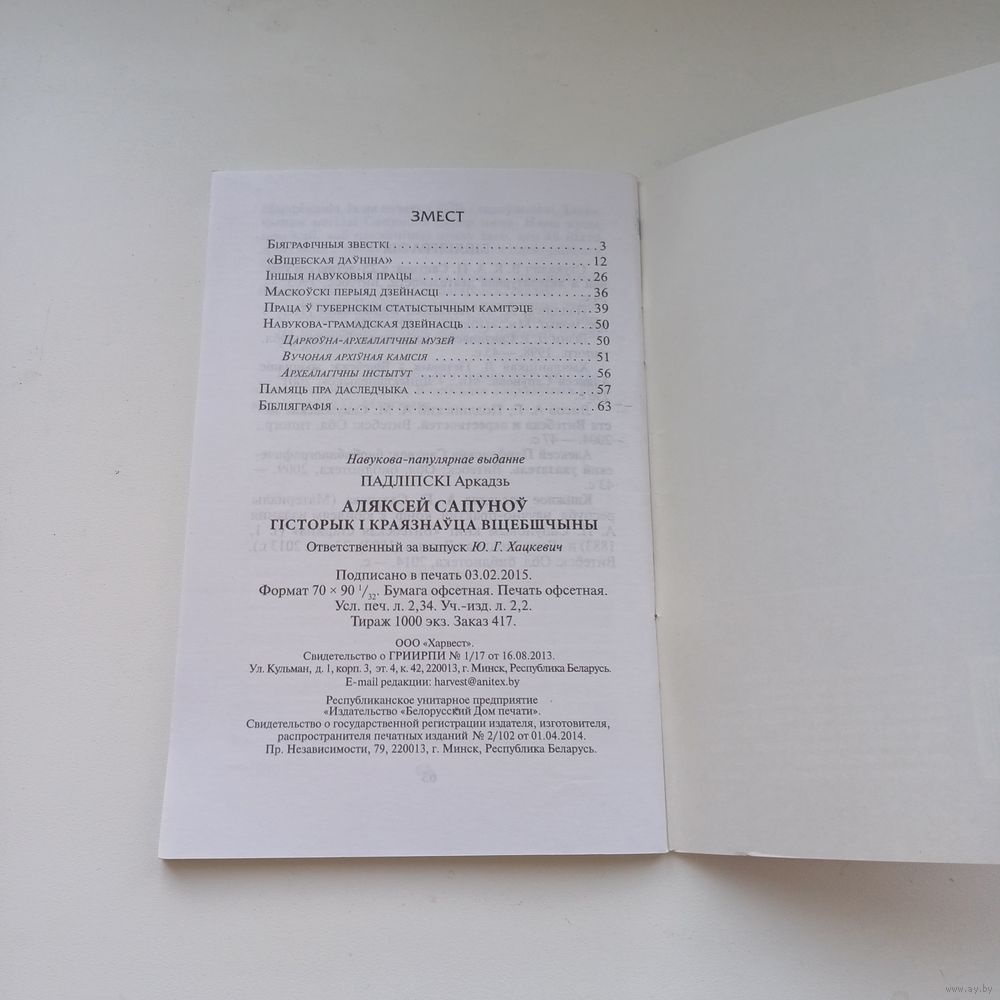 ЗМЕСТ
Біяграфічныя звесткі . . . . . . . . . . . . . . . . . . . . . . . . . . 3
«Віцебская даўніна» . . . . . . . . . . . . . . . . . . . . . . . . . 12
Іншыя навуковыя працы . . . . . . . . . . . . . . . . . . . . . . 26
Маскоўскі перыяд дзейнасці . . . . . . . . . . . . . . . . . . . 36
Праца ў губернскім статыстычным камітэце . . . . . . . 39
Навукова-грамадская дзейнасць . . . . . . . . . . . . . . . . 50
Царкоўна-археалагічны музей . . . . . . . . . . . . . . . . . 50
Вучоная архіўная камісія . . . . . . . . . . . . . . . . . . . . 51
Археалагічны інстытут . . . . . . . . . . . . . . . . . . . . . . 56
Памяць пра даследчыка . . . . . . . . . . . . . . . . . . . . . . 57
Бібліяграфія . . . . . . . . . . . . . . . . . . . . . . . . . . . . . . . . 63
Навукова-папулярнае выданне
ПАДЛІПСКІ Аркадзь
АЛЯКСЕЙ САПУНОЎ
ГІСТОРЫК І КРАЯЗНАЎЦА ВІЦЕБШЧЫНЫ
Ответственный за выпуск Ю. Г. Хацкевич
Подписано в печать 03.02.2015.
Формат 70 × 90 1/32. Бумага офсетная. Печать офсетная.
Усл. печ. л. 2,34. Уч.-изд. л. 2,2.
Тираж 1000 экз. Заказ 417.
ООО «Харвест».
Свидетельство о ГРИИРПИ № 1/17 от 16.08.2013.
Ул. Кульман, д. 1, корп. 3, эт. 4, к. 42, 220013, г. Минск, Республика Беларусь.
E-mail редакции: harvest@anitex.by
Республиканское унитарное предприятие
«Издательство «Белорусский Дом печати».
Свидетельство о государственной регистрации издателя, изготовителя,
распространителя печатных изданий № 2/102 от 01.04.2014.
Пр. Независимости, 79, 220013, г. Минск, Республика Беларусь.
www.ay.by